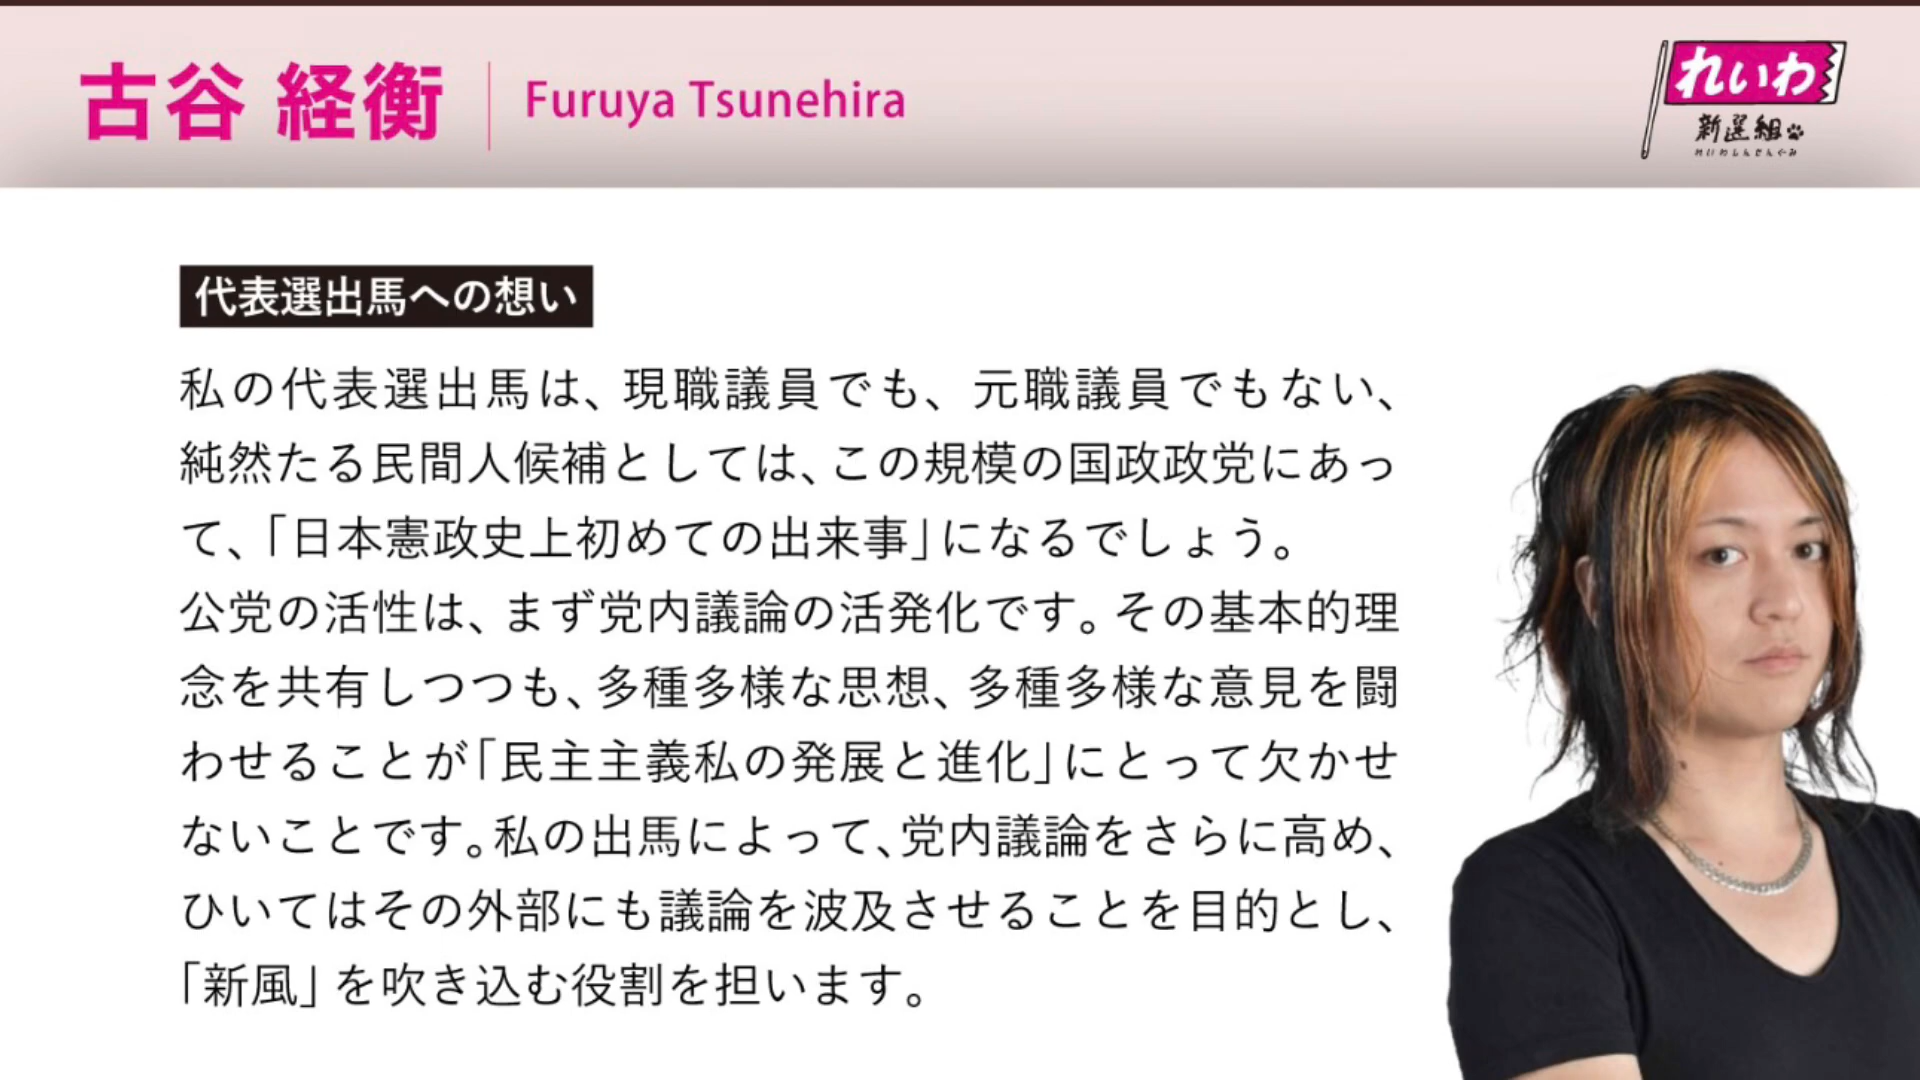 古谷 経衡
Furuya Tsunehira
れいわ
新選組
れいわしんせんぐみ
代表選出馬への想い
私の代表選出馬は、現職議員でも、元職議員でもない、
純然たる民間人候補としては、この規模の国政政党にあっ
て、「日本憲政史上初めての出来事」になるでしょう。
公党の活性は、まず党内議論の活発化です。その基本的理
念を共有しつつも、多種多様な思想、多種多様な意見を闘
わせることが「民主主義私の発展と進化」にとって欠かせ
ないことです。私の出馬によって、党内議論をさらに高め、
ひいてはその外部にも議論を波及させることを目的とし、
「新風」を吹き込む役割を担います。